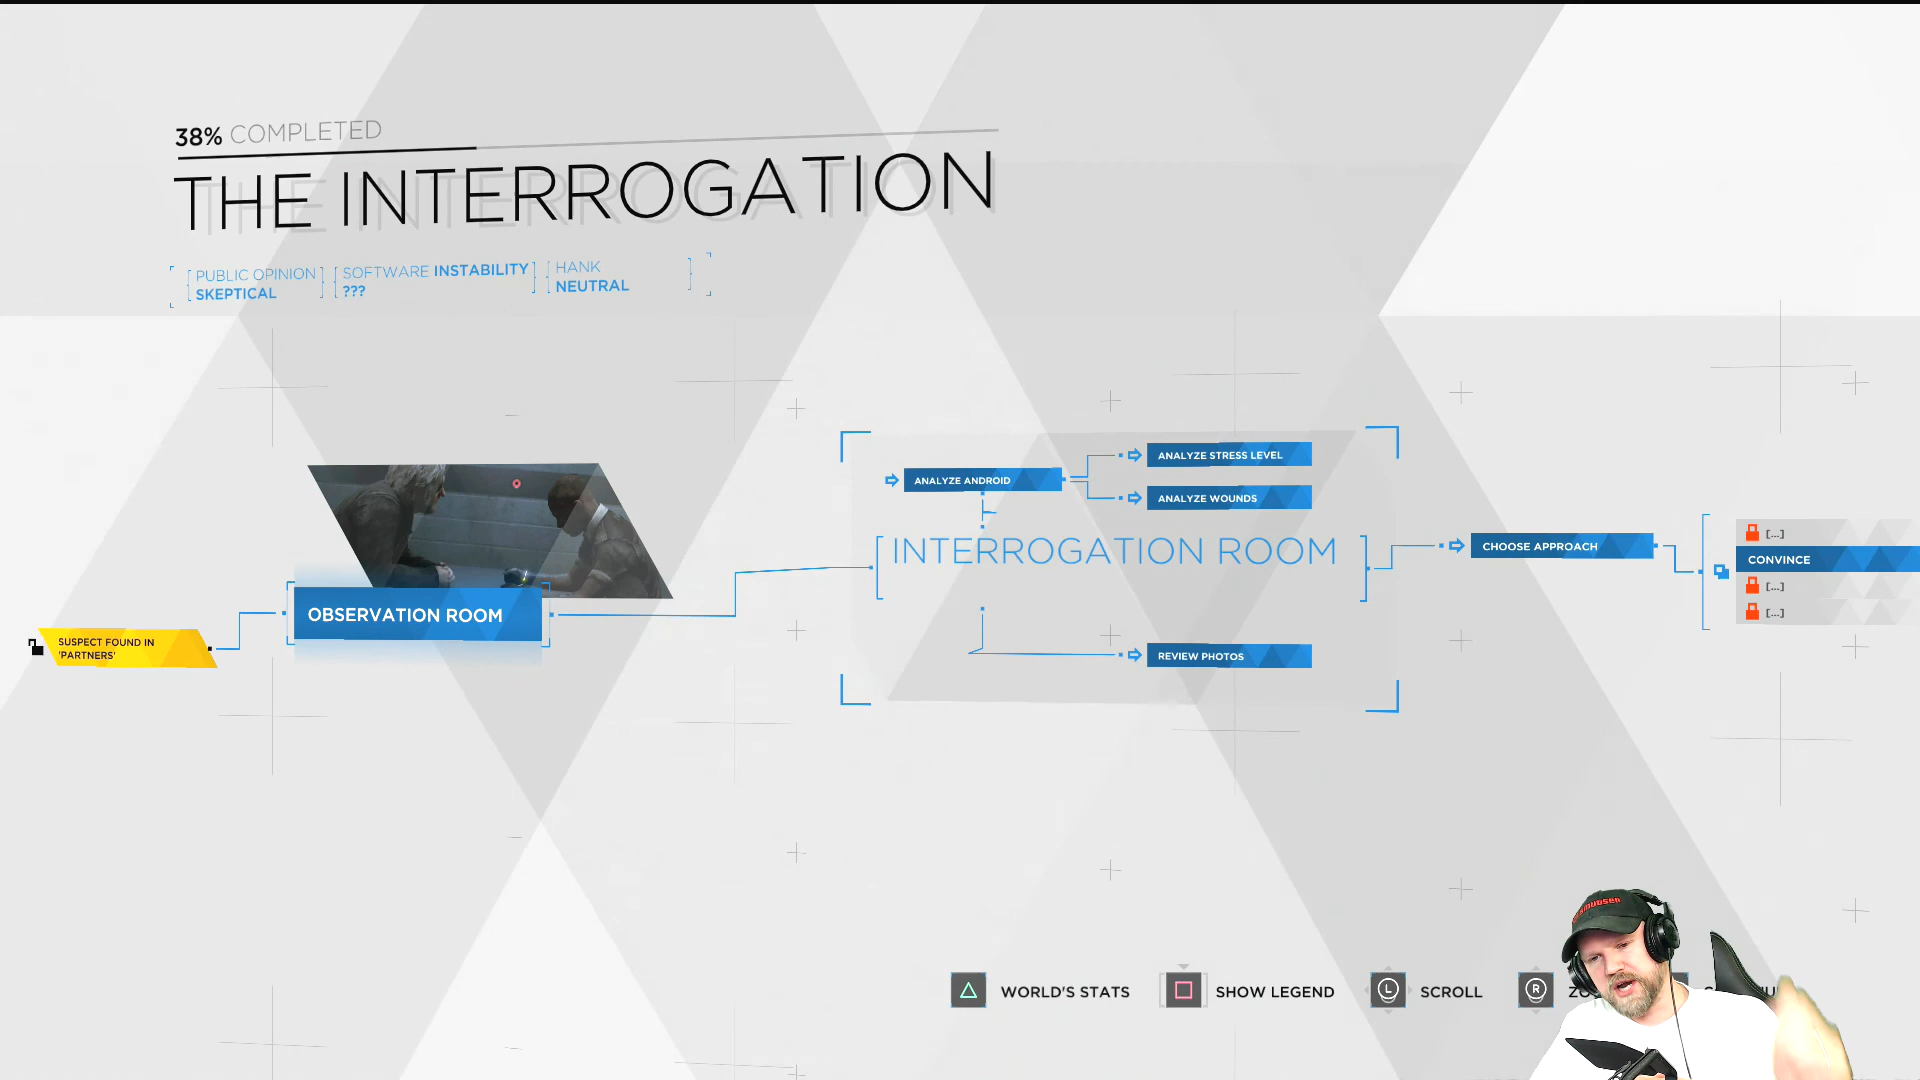 38% COMPLETED
THE INTERROGATION
PUBLIC OPINION
SKEPTICAL
SOFTWARE INSTABILITY
???
HANK
NEUTRAL
ANALYZE ANDROID
ANALYZE STRESS LEVEL
ANALYZE WOUNDS
INTERROGATION ROOM
REVIEW PHOTOS
CHOOSE APPROACH
[...]
CONVINCE
[...]
[...]
OBSERVATION ROOM
SUSPECT FOUND IN
'PARTNERS'
WORLD'S STATS
SHOW LEGEND
L
SCROLL
R